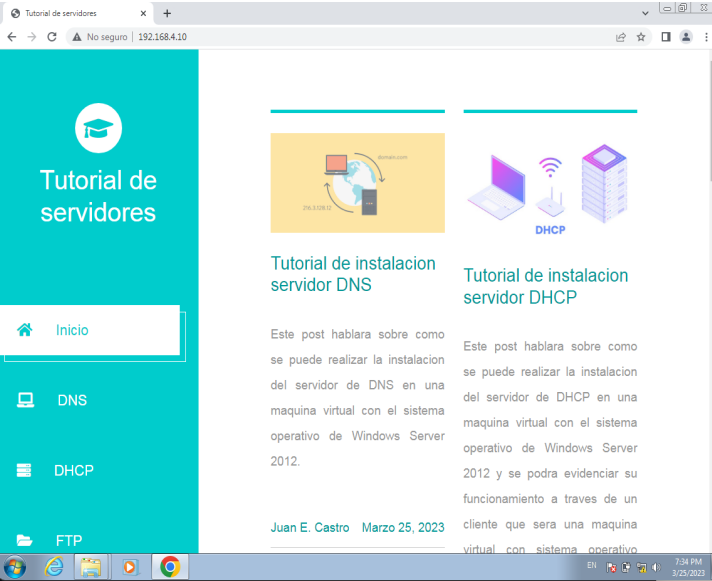 Tutorial de servidores
No seguro
192.168.4.10
Tutorial de
servidores
Inicio
DNS
DHCP
FTP
domain.com
216.3.128.12
Tutorial de instalacion
servidor DNS
Este post hablara sobre como
se puede realizar la instalacion
del servidor de DNS en una
maquina virtual con el sistema
operativo de Windows Server
2012.
Juan E. Castro Marzo 25, 2023
DHCP
Tutorial de instalacion
servidor DHCP
Este post hablara sobre como
se puede realizar la instalacion
del servidor de DHCP en una
maquina virtual con el sistema
operativo de Windows Server
2012 y se podra evidenciar su
funcionamiento a traves de un
cliente que sera una maquina
virtual con sistema operativo
EN
7:34 PM
3/25/2023